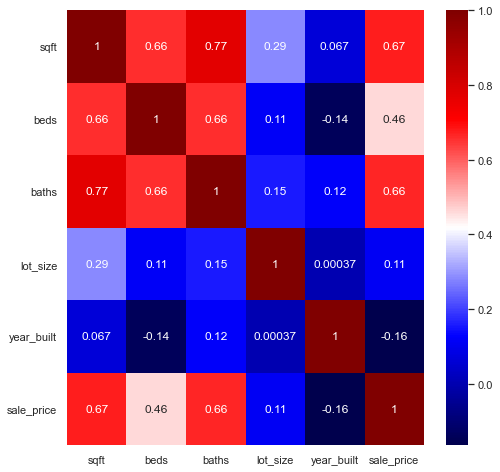 sqft 1 0.66 0.77 0.29 0.067 0.67
beds 0.66 1 0.66 0.11 -0.14 0.46
baths 0.77 0.66 1 0.15 0.12 0.66
lot_size 0.29 0.11 0.15 1 0.00037 0.11
year_built 0.067 -0.14 0.12 0.00037 1 -0.16
sale_price 0.67 0.46 0.66 0.11 -0.16 1
sqft beds baths lot_size year_built sale_price
1.0
0.8
0.6
0.4
0.2
0.0